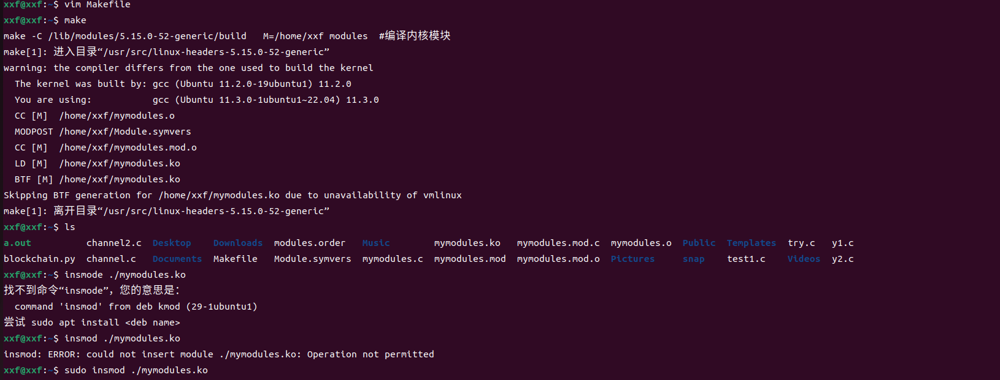 xxf@xxf:~$ vim Makefile
xxf@xxf:~$ make
make -C /lib/modules/5.15.0-52-generic/build   M=/home/xxf modules  #编译内核模块
make[1]: 进入目录“/usr/src/linux-headers-5.15.0-52-generic”
warning: the compiler differs from the one used to build the kernel
  The kernel was built by: gcc (Ubuntu 11.2.0-19ubuntu1) 11.2.0
  You are using:           gcc (Ubuntu 11.3.0-1ubuntu1~22.04) 11.3.0
  CC [M]  /home/xxf/mymodules.o
  MODPOST /home/xxf/Module.symvers
  CC [M]  /home/xxf/mymodules.mod.o
  LD [M]  /home/xxf/mymodules.ko
  BTF [M] /home/xxf/mymodules.ko
Skipping BTF generation for /home/xxf/mymodules.ko due to unavailability of vmlinux
make[1]: 离开目录“/usr/src/linux-headers-5.15.0-52-generic”
xxf@xxf:~$ ls
a.out          channel2.c  Desktop    Downloads  modules.order   Music        mymodules.ko   mymodules.mod.c  mymodules.o  Public  Templates  try.c   y1.c
blockchain.py  channel.c   Documents  Makefile   Module.symvers  mymodules.c  mymodules.mod  mymodules.mod.o  Pictures     snap    test1.c    Videos  y2.c
xxf@xxf:~$ insmode ./mymodules.ko
找不到命令“insmode”，您的意思是：
  command 'insmod' from deb kmod (29-1ubuntu1)
尝试 sudo apt install <deb name>
xxf@xxf:~$ insmod ./mymodules.ko
insmod: ERROR: could not insert module ./mymodules.ko: Operation not permitted
xxf@xxf:~$ sudo insmod ./mymodules.ko